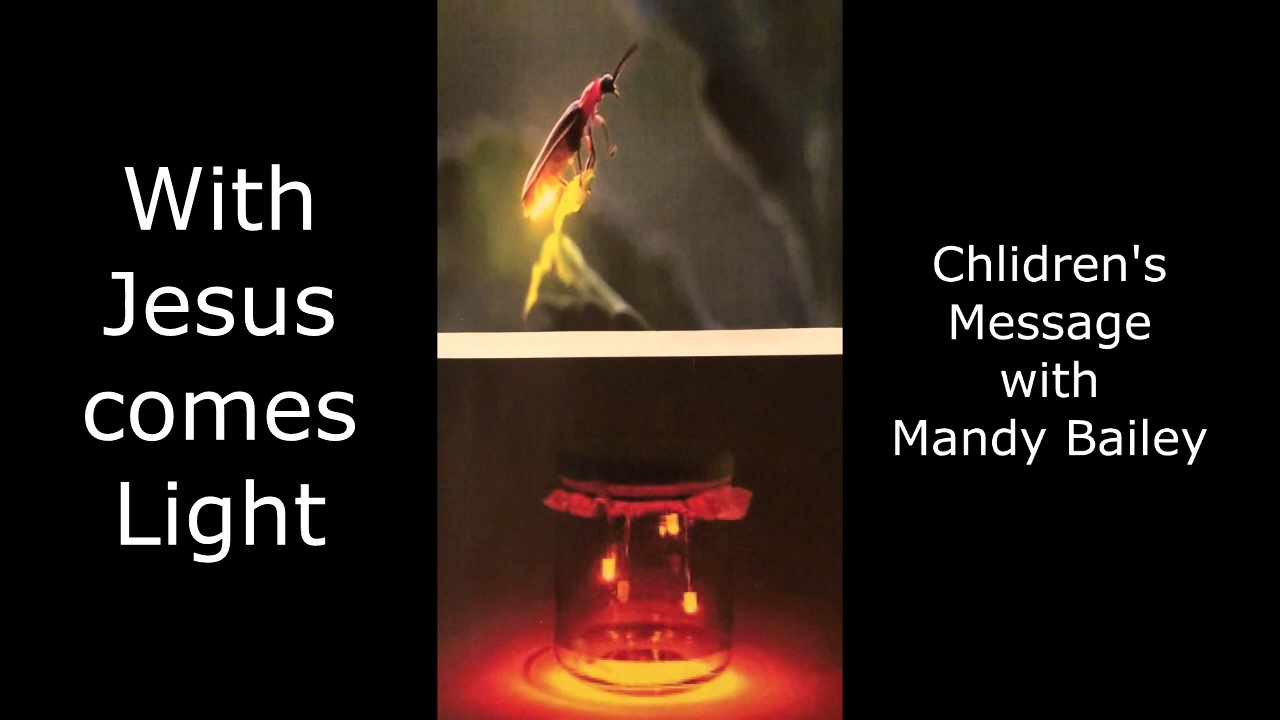 With
Jesus
comes
Light
Chlidren's
Message
with
Mandy Bailey